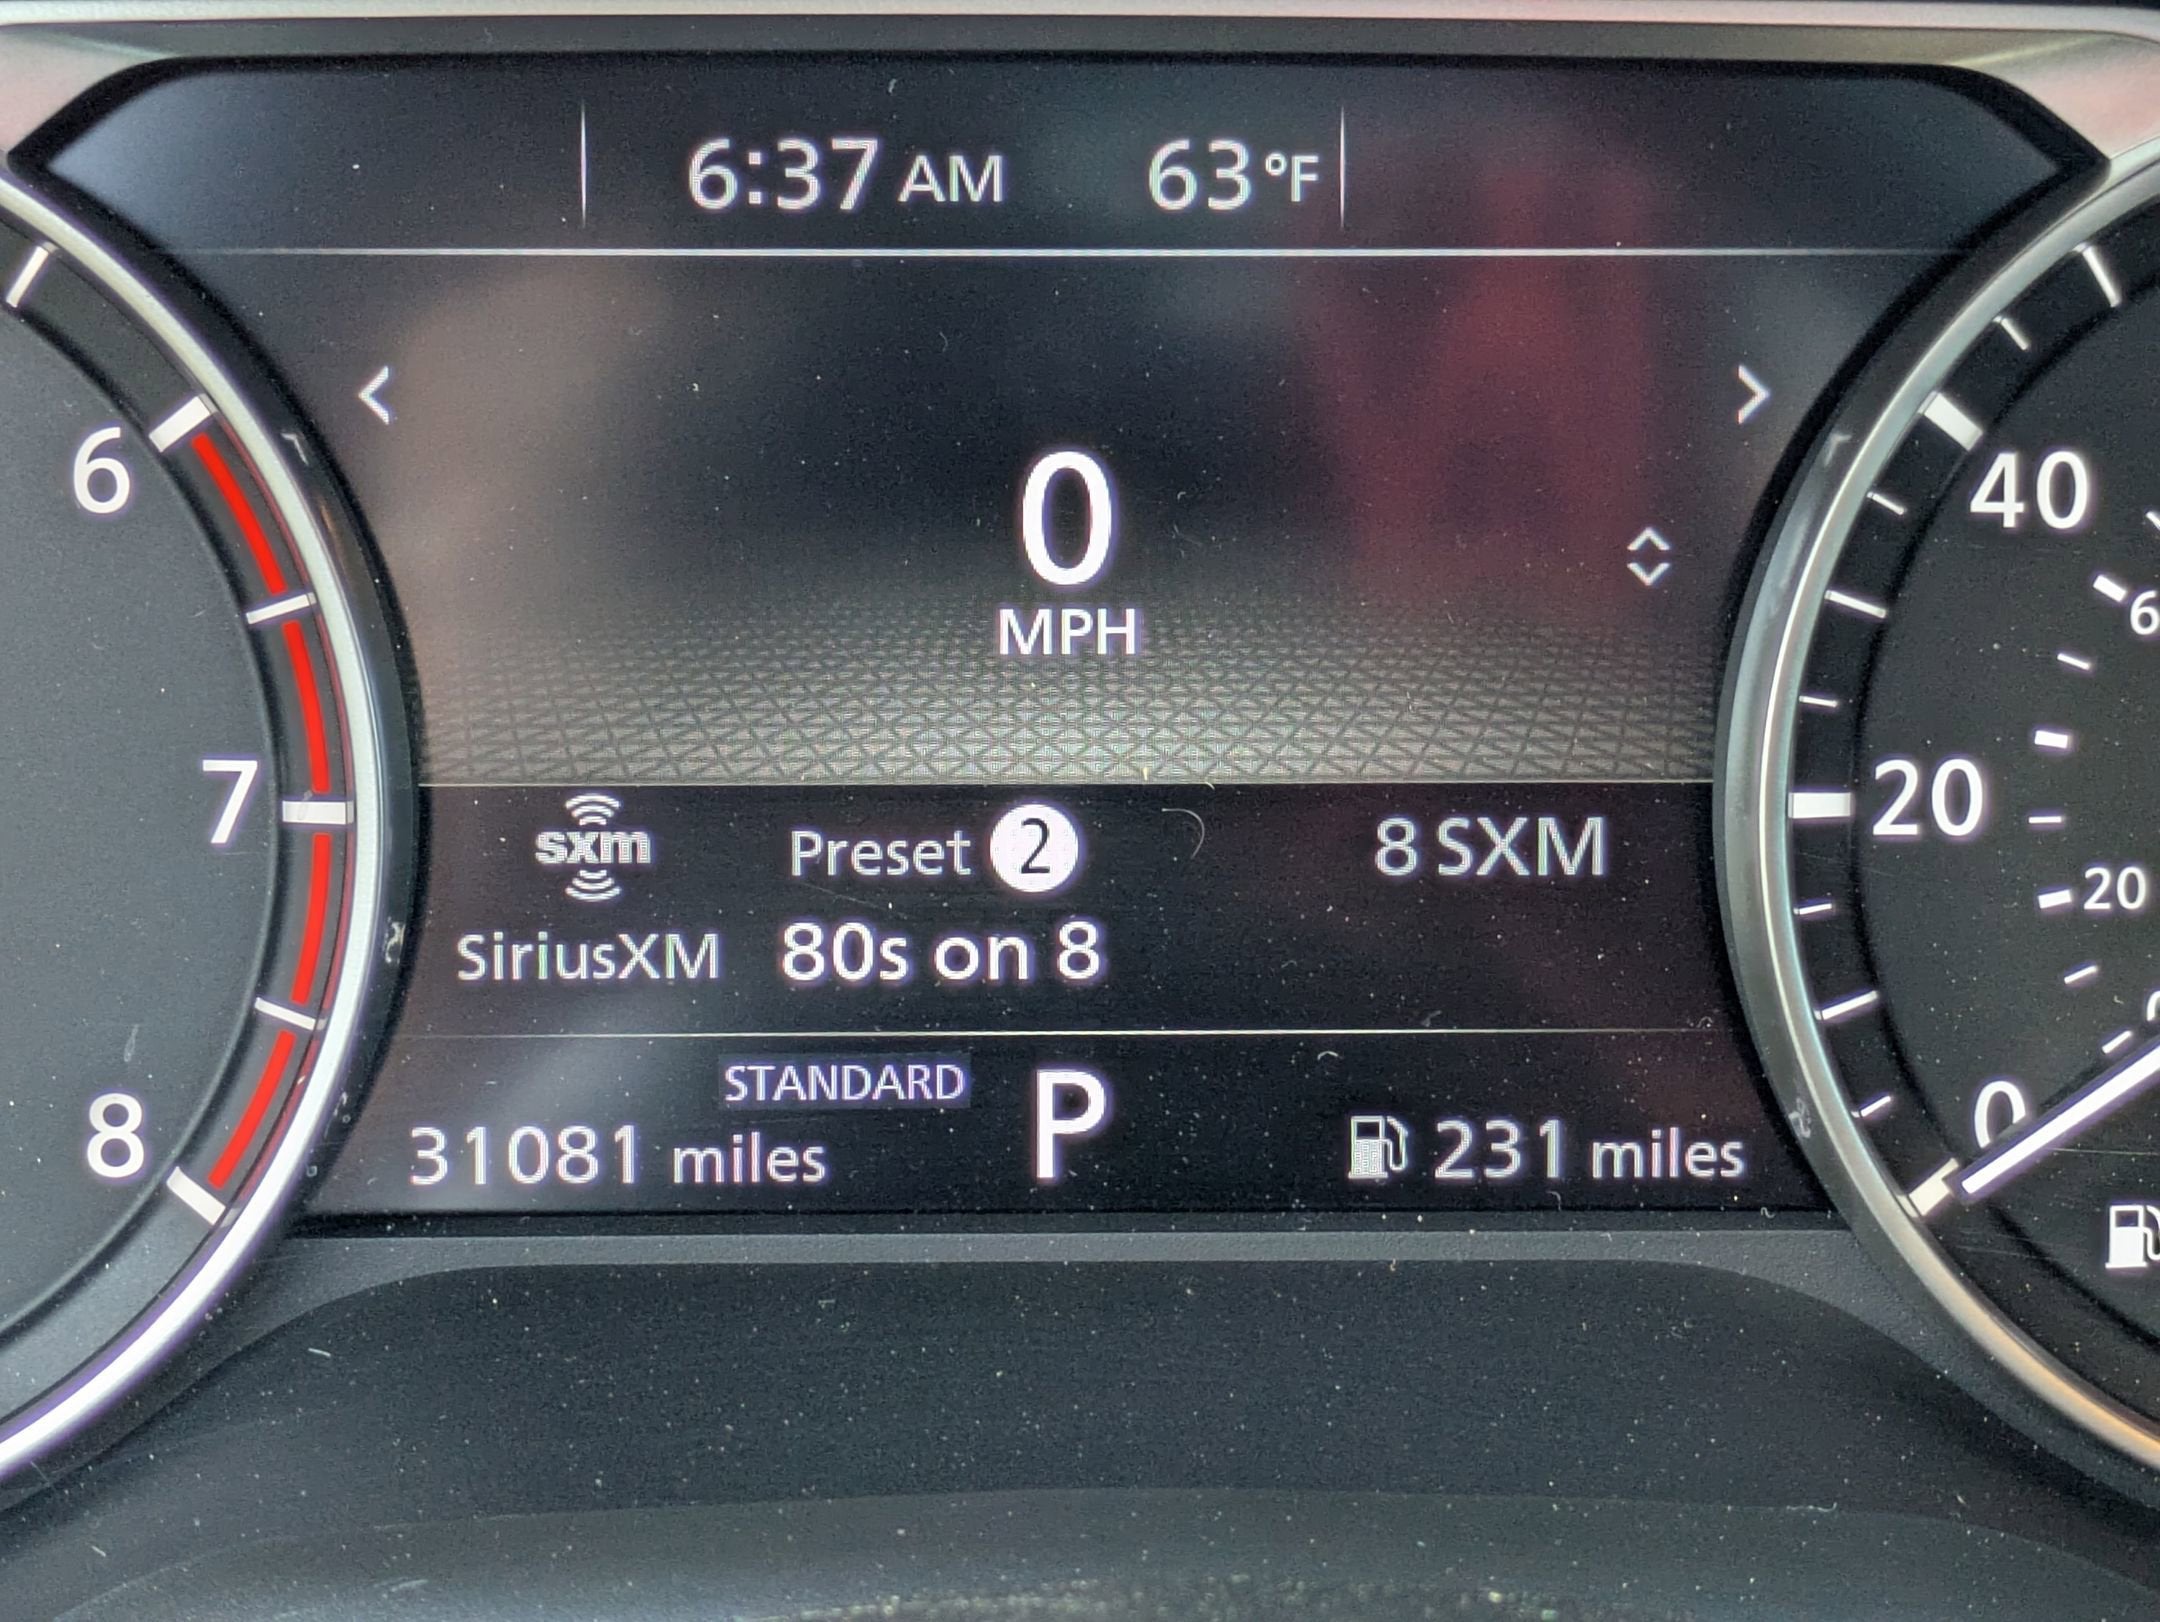 6:37 AM 63°F
0
MPH
6
7
8
40
20
0
6
20
sxm
SiriusXM
Preset 2
80s on 8
8 SXM
STANDARD
P
31081 miles
231 miles